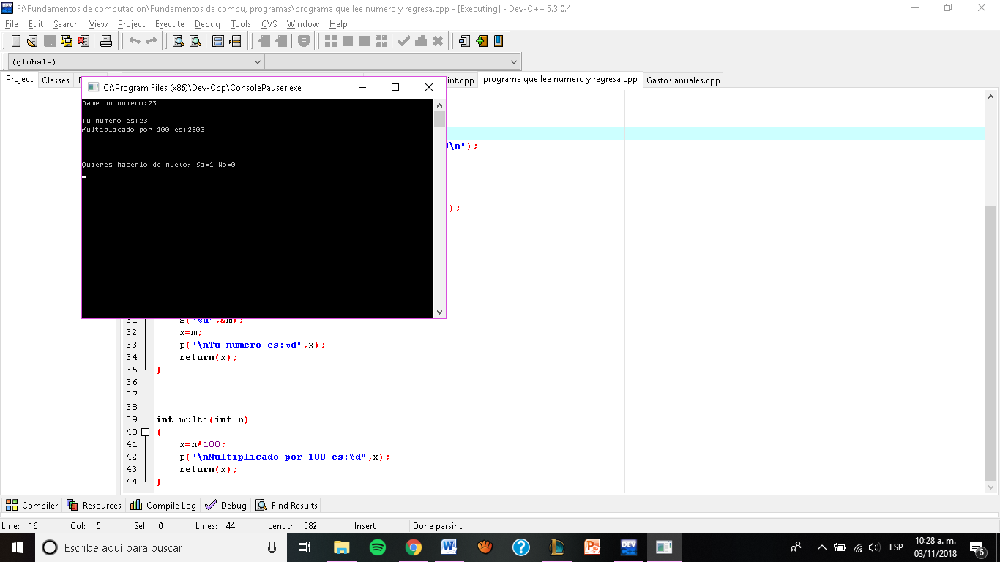 F:\Fundamentos de computacion\Fundamentos de compu, programas\programa que lee numero y regresa.cpp - [Executing] - Dev-C++ 5.3.0.4
File Edit Search View Project Execute Debug Tools CVS Window Help
(globals)
Project Classes D int.cpp programa que lee numero y regresa.cpp Gastos anuales.cpp
C:\Program Files (x86)\Dev-Cpp\ConsolePauser.exe
Dame un numero:23
Tu numero es:23
Multiplicado por 100 es:2300
Quieres hacerlo de nuevo? Si=1 No=0
\n");
);
31 s("%d",&m);
32 x=m;
33 p("\nTu numero es:%d",x);
34 return(x);
35 }
36
37
38
39 int multi(int n)
40 {
41 x=n*100;
42 p("\nMultiplicado por 100 es:%d",x);
43 return(x);
44 }
Compiler Resources Compile Log Debug Find Results
Line: 16 Col: 5 Sel: 0 Lines: 44 Length: 582 Insert Done parsing
Escribe aquí para buscar
ESP
10:28 a. m.
03/11/2018
6